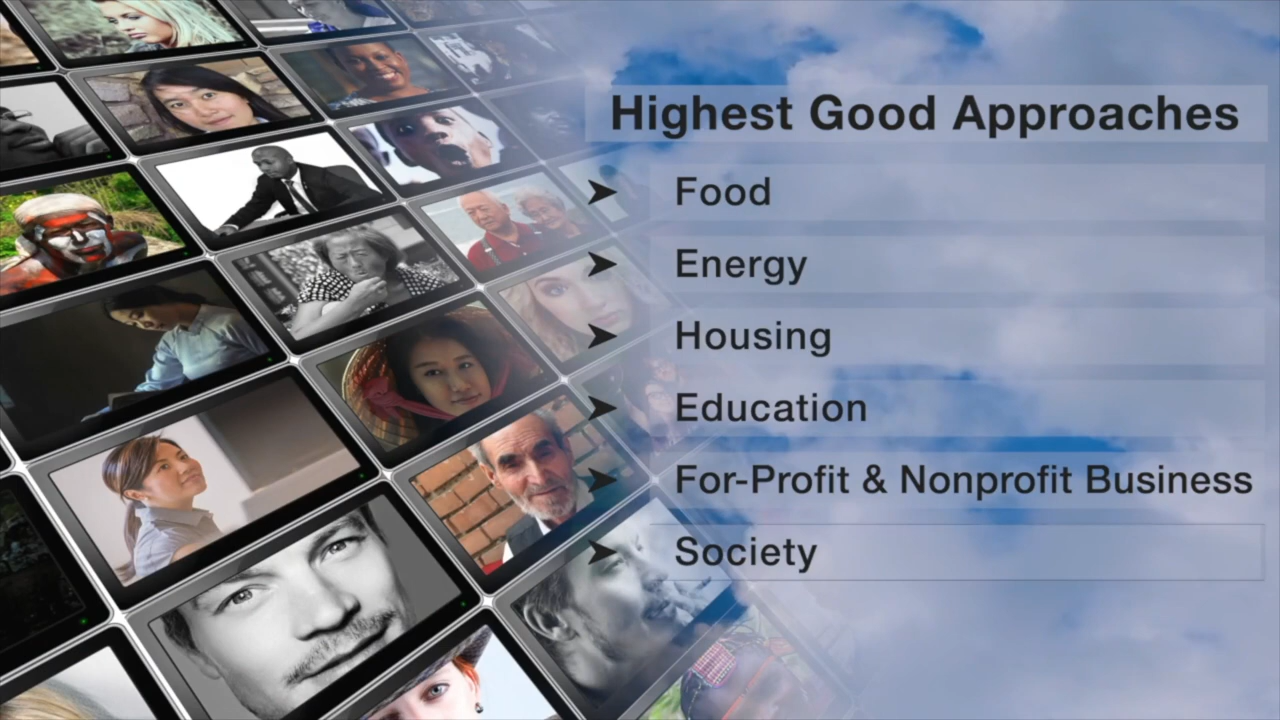 Highest Good Approaches
Food
Energy
Housing
Education
For-Profit & Nonprofit Business
Society